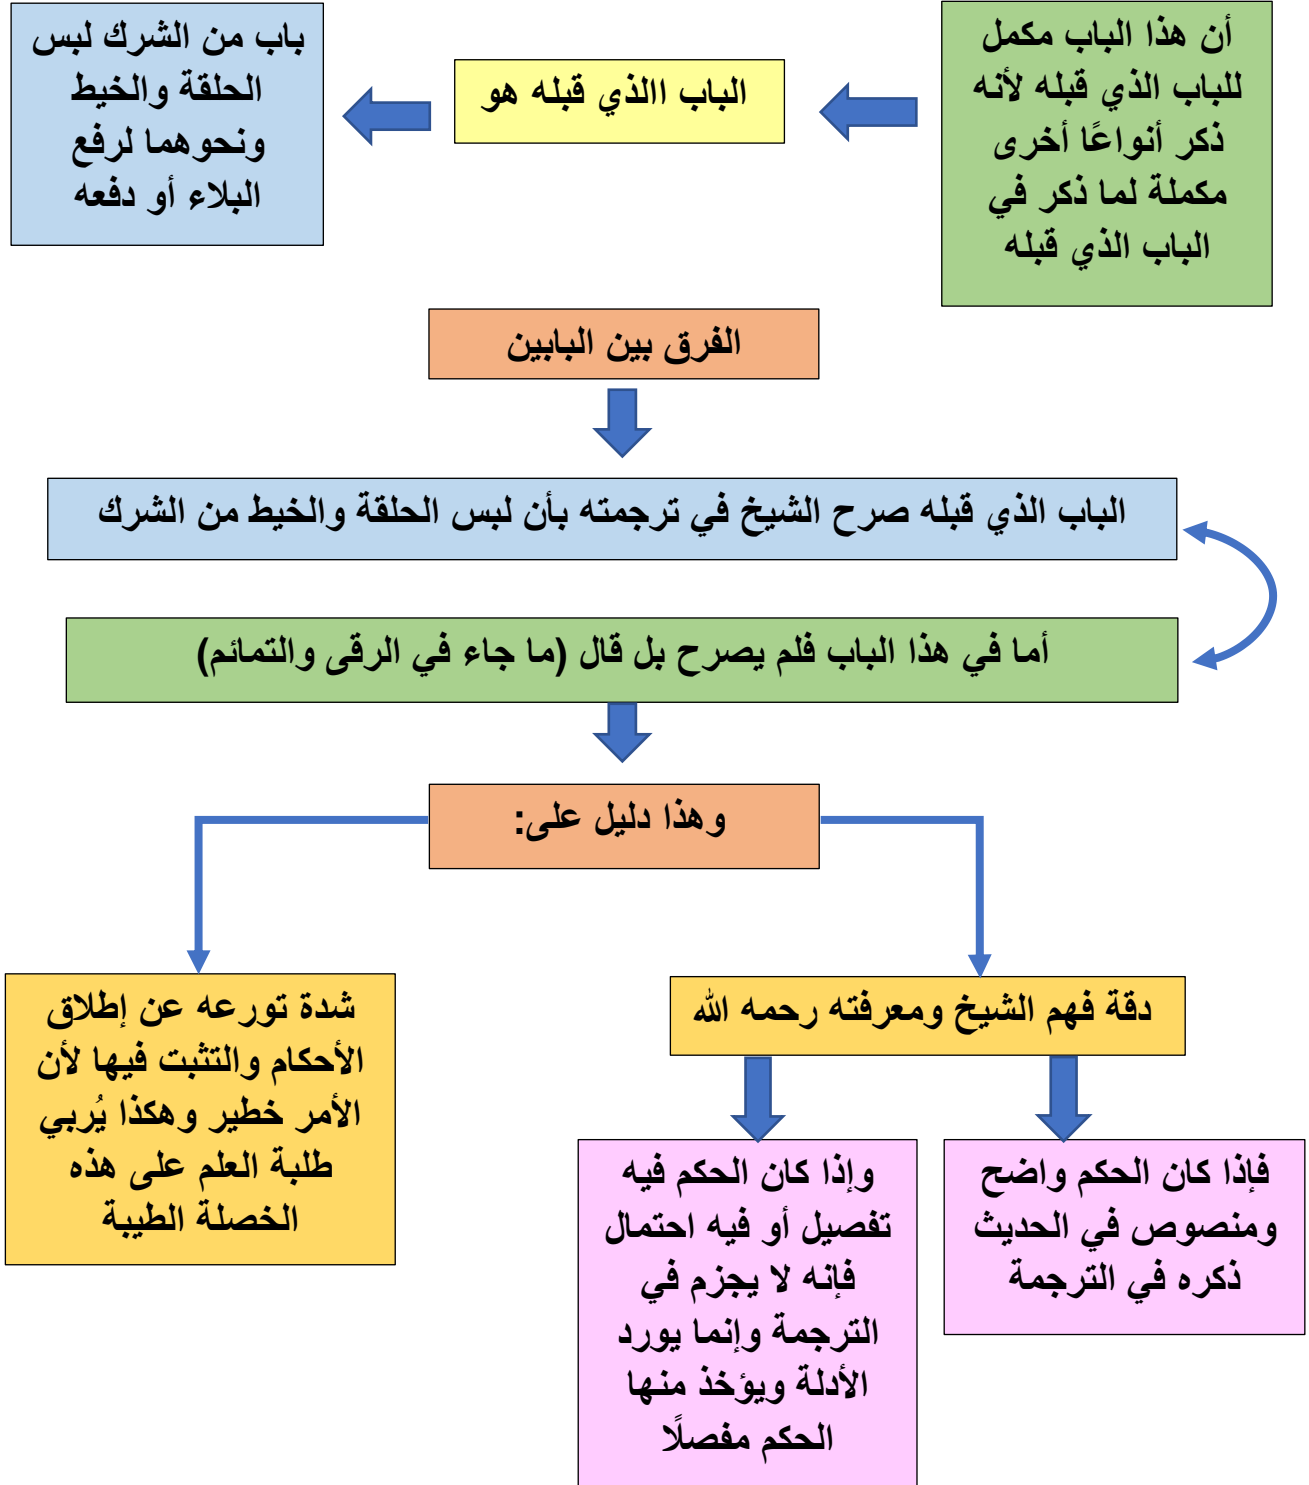 أن هذا الباب مكمل
للباب الذي قبله لأنه
ذكر أنواعًا أخرى
مكملة لما ذكر في
الباب الذي قبله
الباب االذي قبله هو
باب من الشرك لبس
الحلقة والخيط
ونحوهما لرفع
البلاء أو دفعه
الفرق بين البابين
الباب الذي قبله صرح الشيخ في ترجمته بأن لبس الحلقة والخيط من الشرك
أما في هذا الباب فلم يصرح بل قال (ما جاء في الرقى والتمائم)
وهذا دليل على:
دقة فهم الشيخ ومعرفته رحمه الله
فإذا كان الحكم واضح
ومنصوص في الحديث
ذكره في الترجمة
وإذا كان الحكم فيه
تفصيل أو فيه احتمال
فإنه لا يجزم في
الترجمة وإنما يورد
الأدلة ويؤخذ منها
الحكم مفصلًا
شدة تورعه عن إطلاق
الأحكام والتثبت فيها لأن
الأمر خطير وهكذا يُربي
طلبة العلم على هذه
الخصلة الطيبة